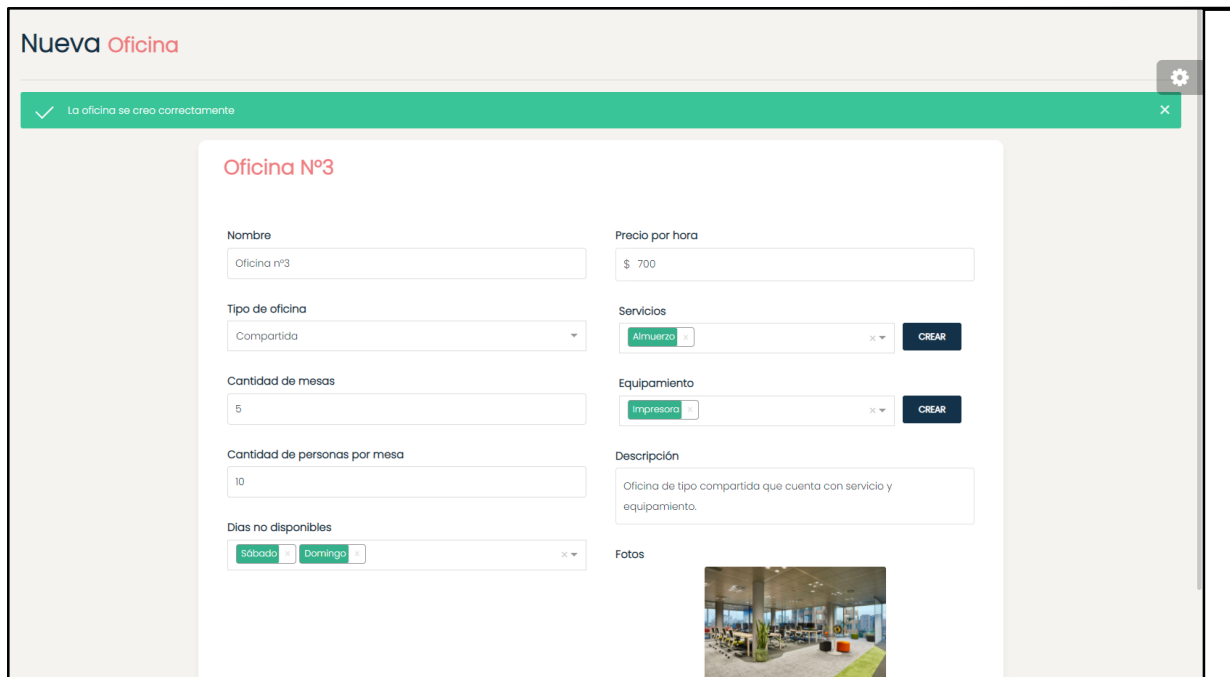 Nueva Oficina
La oficina se creo correctamente ×
Oficina Nº3
Nombre
Oficina nº3
Tipo de oficina
Compartida
Cantidad de mesas
5
Cantidad de personas por mesa
10
Dias no disponibles
Sábado × Domingo × ×
Precio por hora
$ 700
Servicios
Almuerzo × × CREAR
Equipamiento
Impresora × × CREAR
Descripción
Oficina de tipo compartida que cuenta con servicio y
equipamiento.
Fotos